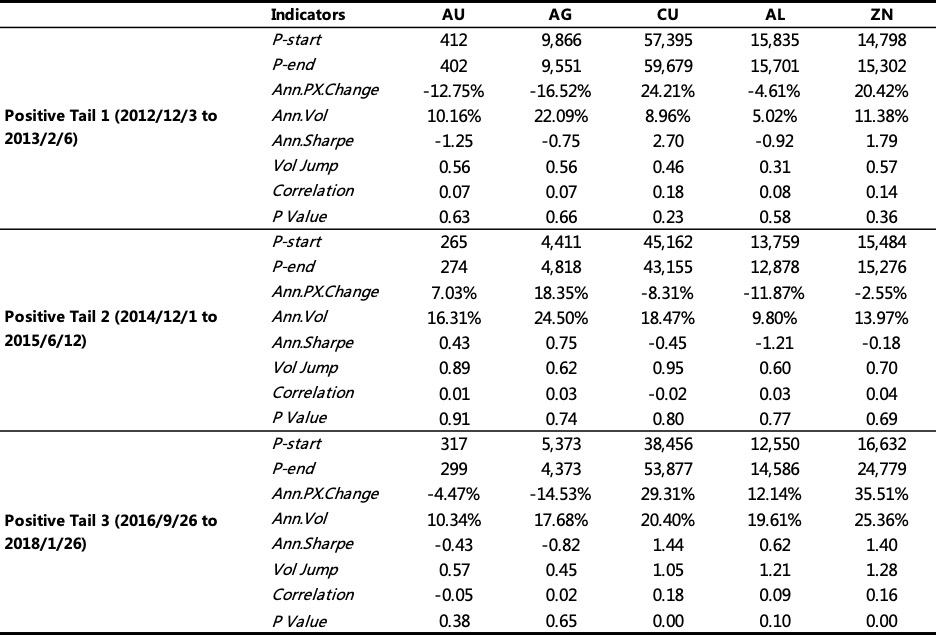 Indicators AU AG CU AL ZN
P-start 412 9,866 57,395 15,835 14,798
P-end 402 9,551 59,679 15,701 15,302
Ann.PX.Change -12.75% -16.52% 24.21% -4.61% 20.42%
Positive Tail 1 (2012/12/3 to
2013/2/6)
Ann.Vol 10.16% 22.09% 8.96% 5.02% 11.38%
Ann.Sharpe -1.25 -0.75 2.70 -0.92 1.79
Vol Jump 0.56 0.56 0.46 0.31 0.57
Correlation 0.07 0.07 0.18 0.08 0.14
P Value 0.63 0.66 0.23 0.58 0.36
P-start 265 4,411 45,162 13,759 15,484
P-end 274 4,818 43,155 12,878 15,276
Ann.PX.Change 7.03% 18.35% -8.31% -11.87% -2.55%
Positive Tail 2 (2014/12/1 to
2015/6/12)
Ann.Vol 16.31% 24.50% 18.47% 9.80% 13.97%
Ann.Sharpe 0.43 0.75 -0.45 -1.21 -0.18
Vol Jump 0.89 0.62 0.95 0.60 0.70
Correlation 0.01 0.03 -0.02 0.03 0.04
P Value 0.91 0.74 0.80 0.77 0.69
P-start 317 5,373 38,456 12,550 16,632
P-end 299 4,373 53,877 14,586 24,779
Ann.PX.Change -4.47% -14.53% 29.31% 12.14% 35.51%
Positive Tail 3 (2016/9/26 to
2018/1/26)
Ann.Vol 10.34% 17.68% 20.40% 19.61% 25.36%
Ann.Sharpe -0.43 -0.82 1.44 0.62 1.40
Vol Jump 0.57 0.45 1.05 1.21 1.28
Correlation -0.05 0.02 0.18 0.09 0.16
P Value 0.38 0.65 0.00 0.10 0.00